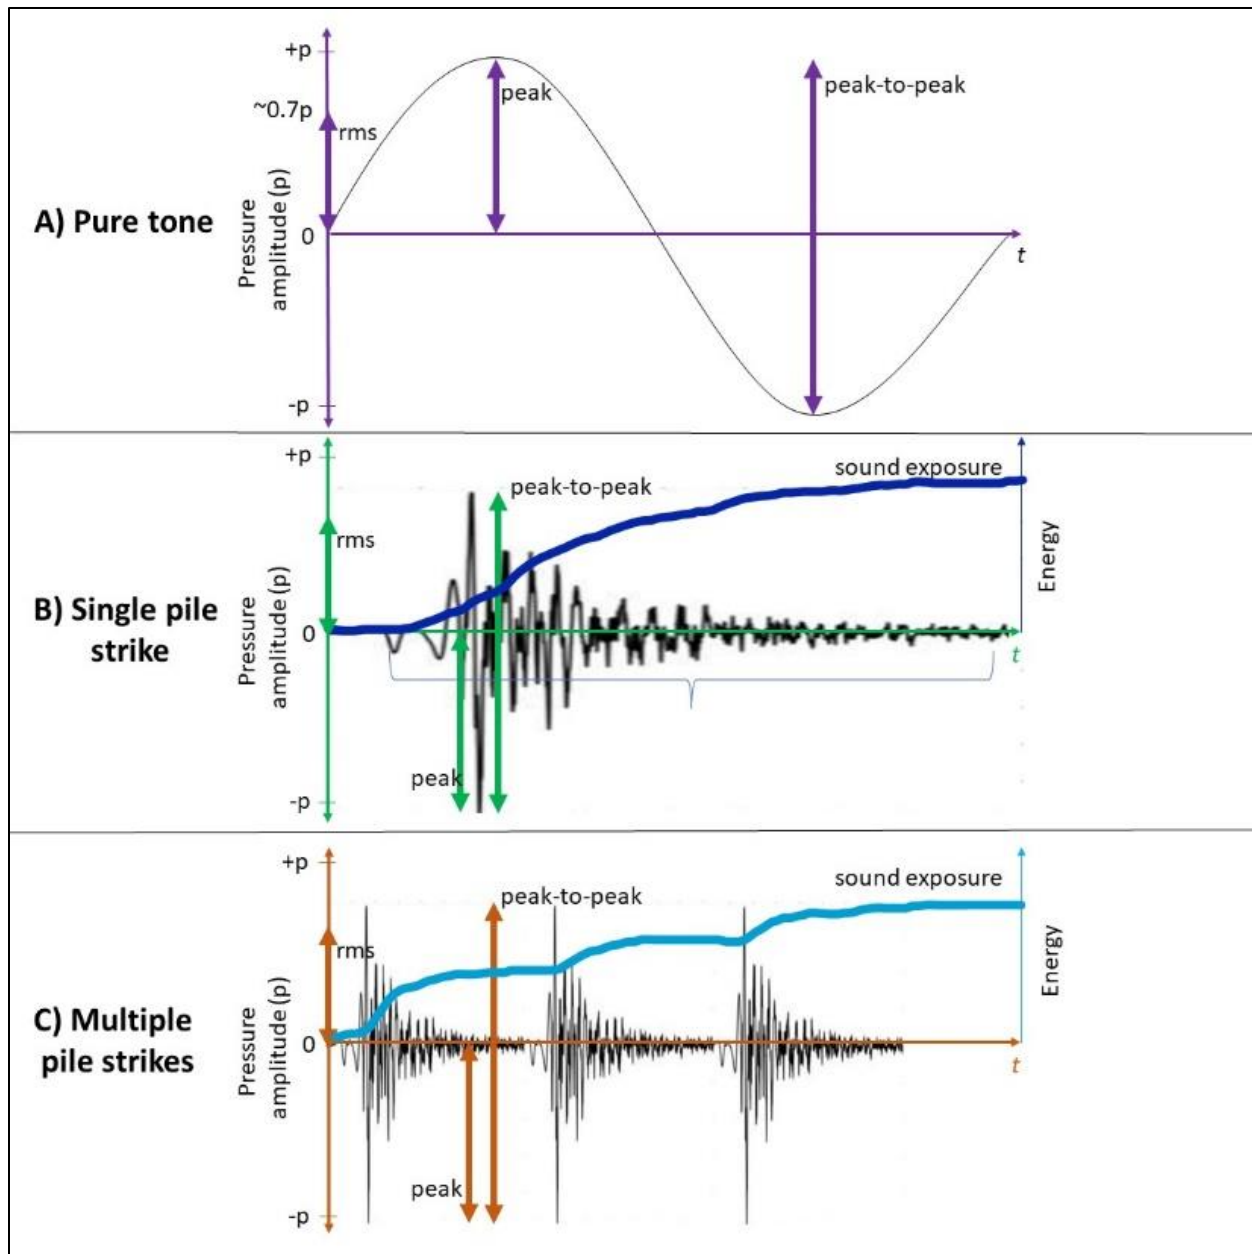 +p
peak
peak-to-peak
~0.7p
rms
A) Pure tone
Pressure
amplitude (p)
0
t
-p
+p
sound exposure
peak-to-peak
rms
Energy
B) Single pile
strike
Pressure
amplitude (p)
0
t
peak
-p
+p
sound exposure
peak-to-peak
rms
Energy
C) Multiple
pile strikes
Pressure
amplitude (p)
0
t
peak
-p